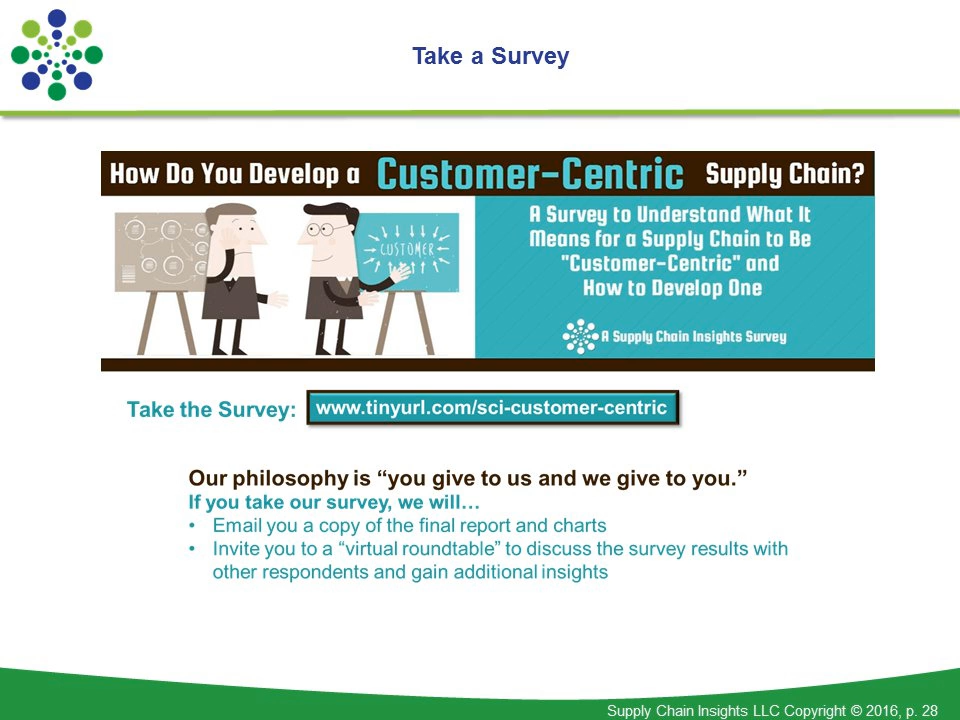 Take a Survey
How Do You Develop a Customer-Centric Supply Chain?
CUSTOMER
A Survey to Understand What It
Means for a Supply Chain to Be
"Customer-Centric" and
How to Develop One
A Supply Chain Insights Survey
Take the Survey: www.tinyurl.com/sci-customer-centric
Our philosophy is “you give to us and we give to you.”
If you take our survey, we will…
• Email you a copy of the final report and charts
• Invite you to a “virtual roundtable” to discuss the survey results with
other respondents and gain additional insights
Supply Chain Insights LLC Copyright © 2016, p. 28